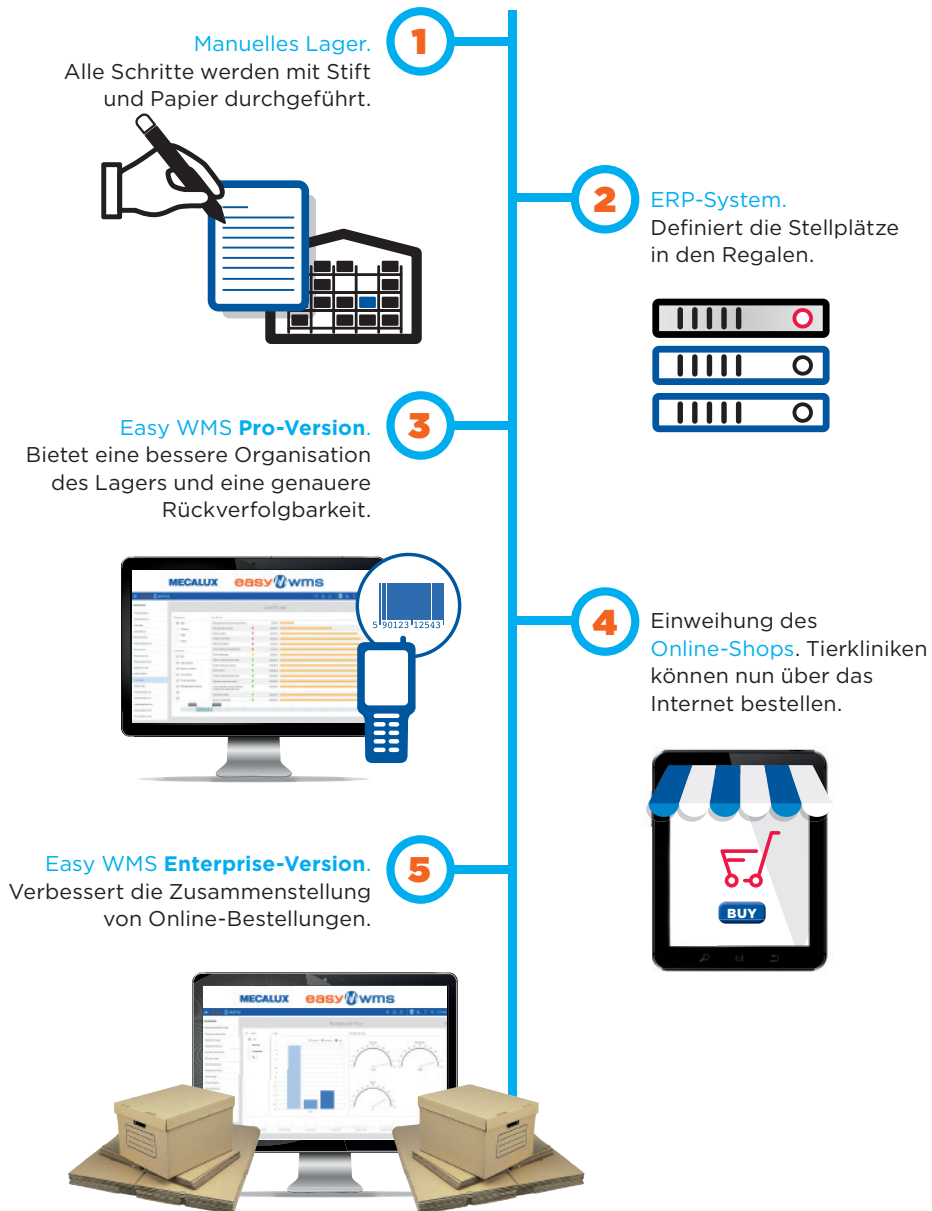 1
Manuelles Lager.
Alle Schritte werden mit Stift
und Papier durchgeführt.
2
ERP-System.
Definiert die Stellplätze
in den Regalen.
3
Easy WMS Pro-Version.
Bietet eine bessere Organisation
des Lagers und eine genauere
Rückverfolgbarkeit.
MECALUX easy wms
5 90123 12543
4
Einweihung des
Online-Shops. Tierkliniken
können nun über das
Internet bestellen.
BUY
5
Easy WMS Enterprise-Version.
Verbessert die Zusammenstellung
von Online-Bestellungen.
MECALUX easy wms